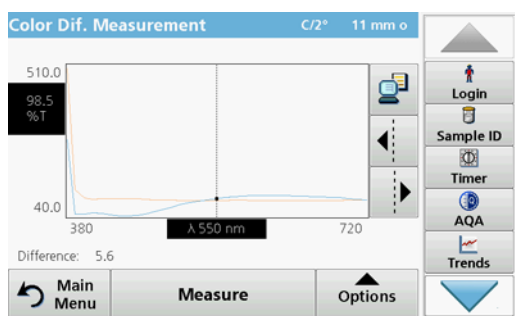 Color Dif. Measurement C/2° 11 mm o
510.0
98.5
%T
40.0
380 λ 550 nm 720
Difference: 5.6
Main
Menu
Measure
Options
Login
Sample ID
Timer
AQA
Trends